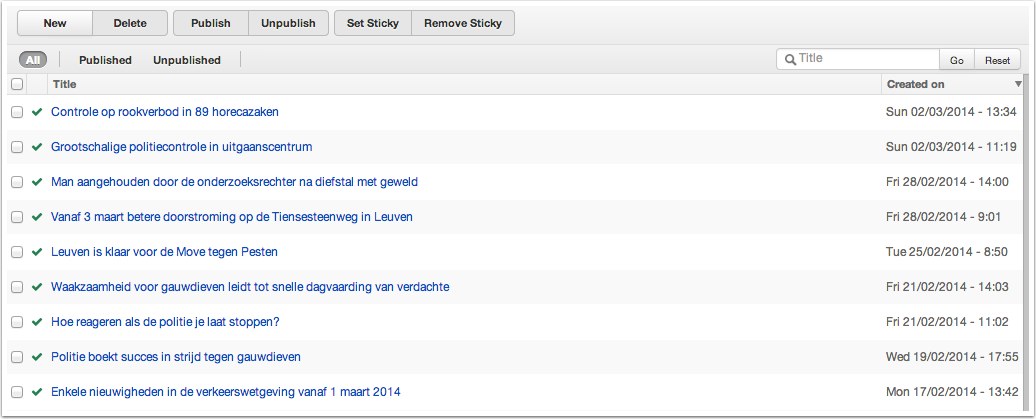 New Delete Publish Unpublish Set Sticky Remove Sticky
All Published Unpublished Title Go Reset
Title Created on
Controle op rookverbod in 89 horecazaken Sun 02/03/2014 - 13:34
Grootschalige politiecontrole in uitgaanscentrum Sun 02/03/2014 - 11:19
Man aangehouden door de onderzoeksrechter na diefstal met geweld Fri 28/02/2014 - 14:00
Vanaf 3 maart betere doorstroming op de Tiensesteenweg in Leuven Fri 28/02/2014 - 9:01
Leuven is klaar voor de Move tegen Pesten Tue 25/02/2014 - 8:50
Waakzaamheid voor gauwdieven leidt tot snelle dagvaarding van verdachte Fri 21/02/2014 - 14:03
Hoe reageren als de politie je laat stoppen? Fri 21/02/2014 - 11:02
Politie boekt succes in strijd tegen gauwdieven Wed 19/02/2014 - 17:55
Enkele nieuwigheden in de verkeerswetgeving vanaf 1 maart 2014 Mon 17/02/2014 - 13:42